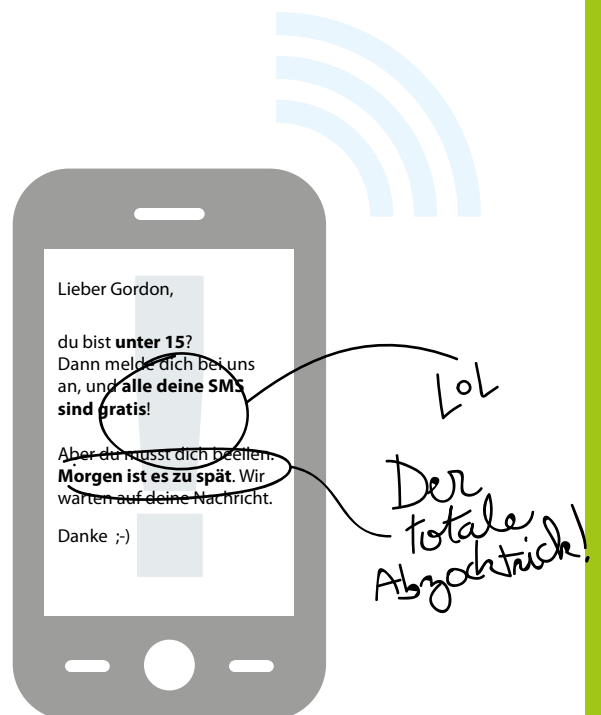 Lieber Gordon,
du bist unter 15?
Dann melde dich bei uns
an, und alle deine SMS
sind gratis!
Aber du musst dich beeilen.
Morgen ist es zu spät. Wir
warten auf deine Nachricht.
Danke ;-)
LOL
Der
totale
Abzocktrick!